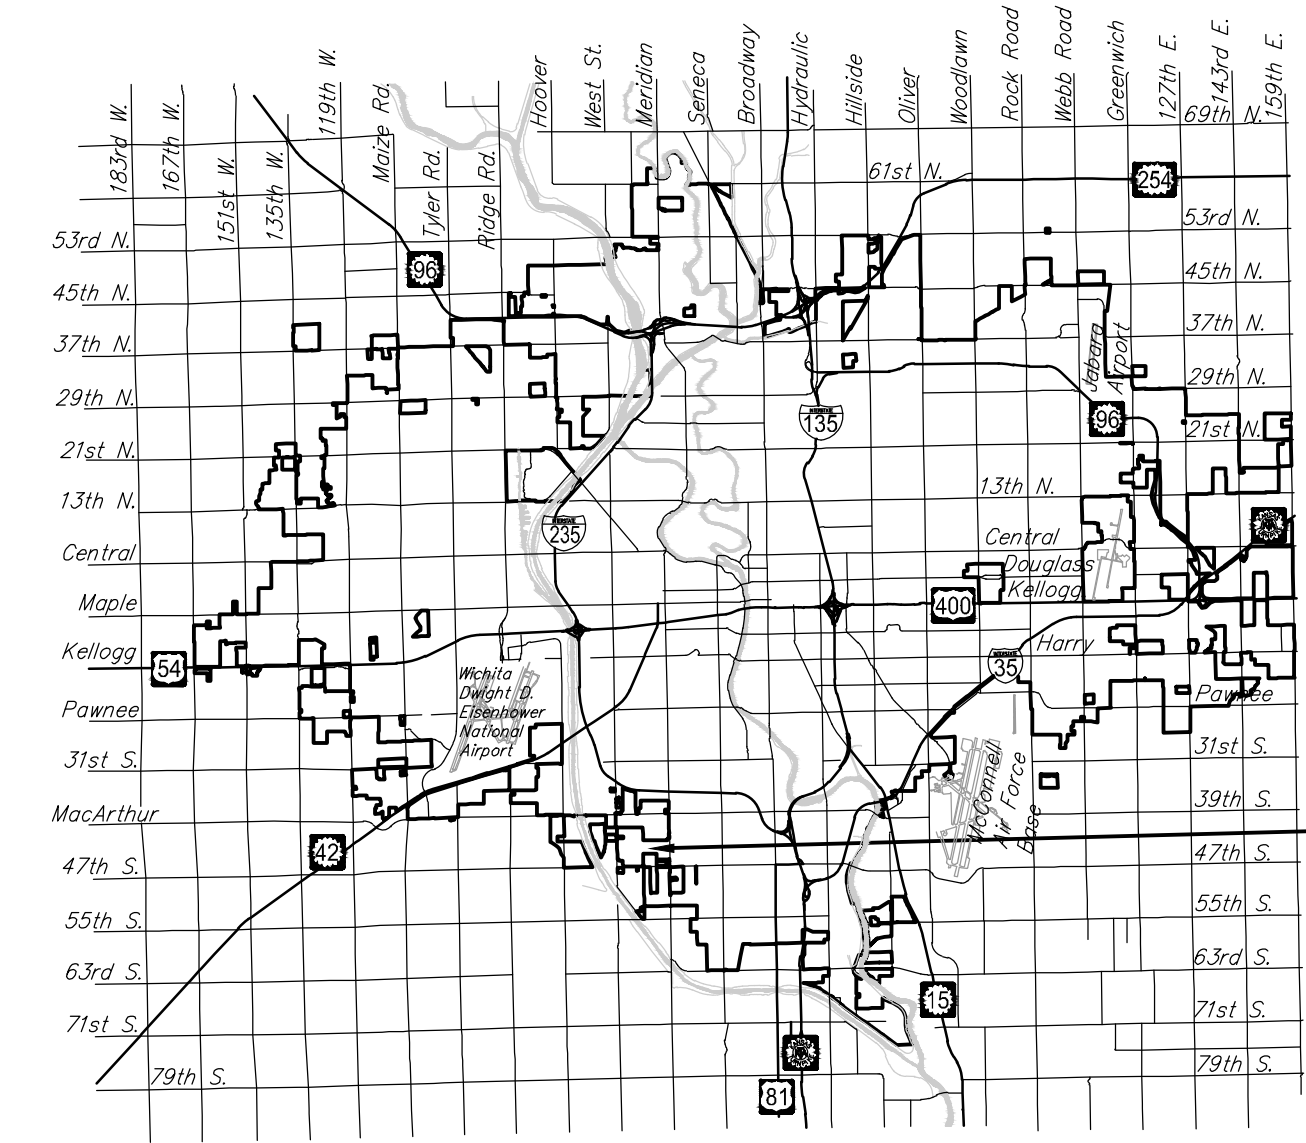 183rd W.
167th W.
151st W.
135th W.
119th W.
Maize Rd.
Tyler Rd.
Ridge Rd.
Hoover
West St.
Meridian
Seneca
Broadway
Hydraulic
Hillside
Oliver
Woodlawn
Rock Road
Webb Road
Greenwich
127th E.
143rd E.
159th E.
69th N.
61st N.
254
53rd N.
53rd N.
96
45th N.
45th N.
37th N.
37th N.
Jabara
Airport
29th N.
29th N.
INTERSTATE
135
96
21st N.
21st N.
13th N.
13th N.
INTERSTATE
235
Central
Central
Douglass
Maple
Kellogg
400
Kellogg
54
Harry
INTERSTATE
35
Wichita
Dwight D.
Eisenhower
National
Airport
Pawnee
Pawnee
31st S.
31st S.
McConnell
Air Force
Base
MacArthur
39th S.
42
47th S.
47th S.
55th S.
55th S.
63rd S.
63rd S.
15
71st S.
71st S.
79th S.
79th S.
81